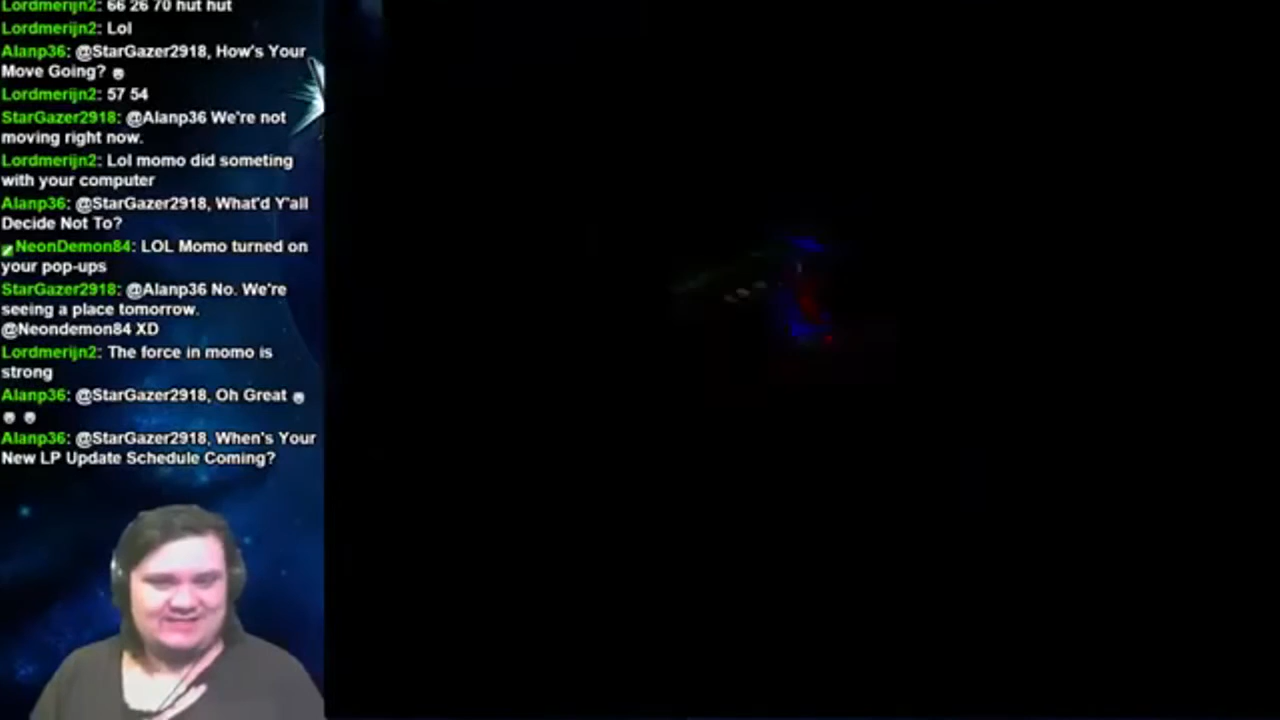 Lordmerijn2: 66 26 70 hut hut
Lordmerijn2: Lol
Alanp36: @StarGazer2918, How's Your
Move Going?
Lordmerijn2: 57 54
StarGazer2918: @Alanp36 We're not
moving right now.
Lordmerijn2: Lol momo did someting
with your computer
Alanp36: @StarGazer2918, What'd Y'all
Decide Not To?
NeonDemon84: LOL Momo turned on
your pop-ups
StarGazer2918: @Alanp36 No. We're
seeing a place tomorrow.
@Neondemon84 XD
Lordmerijn2: The force in momo is
strong
Alanp36: @StarGazer2918, Oh Great
Alanp36: @StarGazer2918, When's Your
New LP Update Schedule Coming?